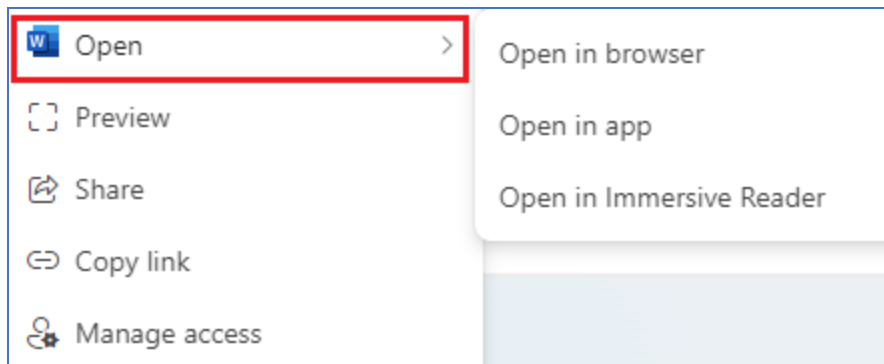 Open
Preview
Share
Copy link
Manage access
Open in browser
Open in app
Open in Immersive Reader